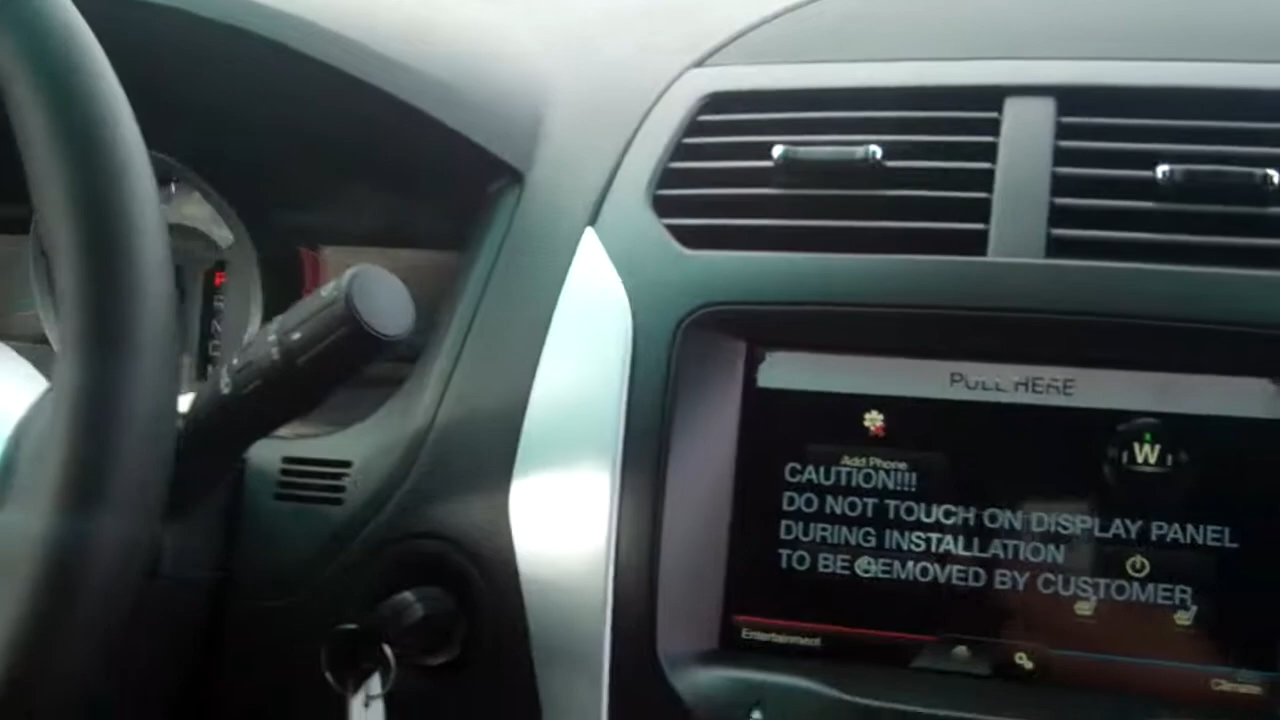 PULL HERE
Add Phone
W
CAUTION!!!
DO NOT TOUCH ON DISPLAY PANEL
DURING INSTALLATION
TO BE REMOVED BY CUSTOMER
Entertainment
Climate